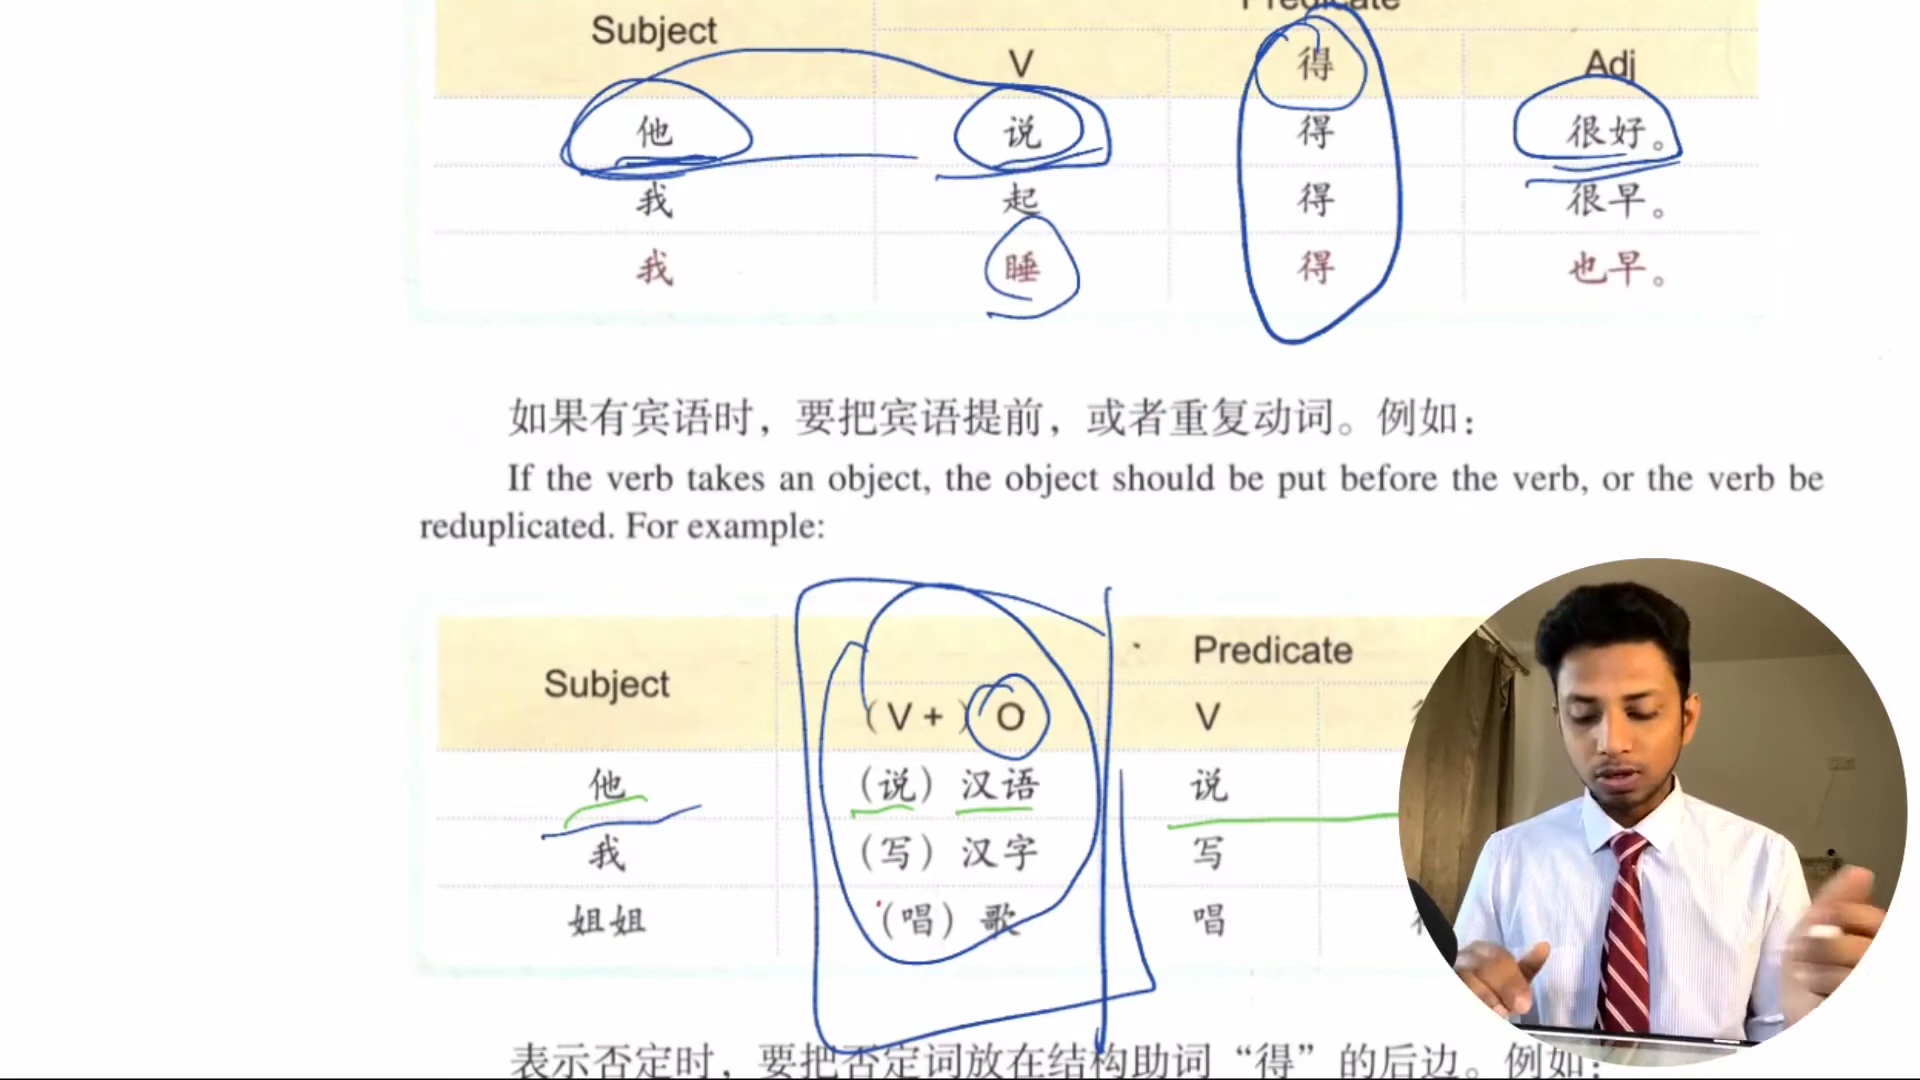 Subject Predicate
V 得 Adj
他 说 得 很好。
我 起 得 很早。
我 睡 得 也早。
如果有宾语时，要把宾语提前，或者重复动词。例如：
If the verb takes an object, the object should be put before the verb, or the verb be
reduplicated. For example:
Subject Predicate
(V+) O V
他 (说) 汉语 说
我 (写) 汉字 写
姐姐 (唱) 歌 唱
表示否定时，要把否定词放在结构助词“得”的后边。例如：